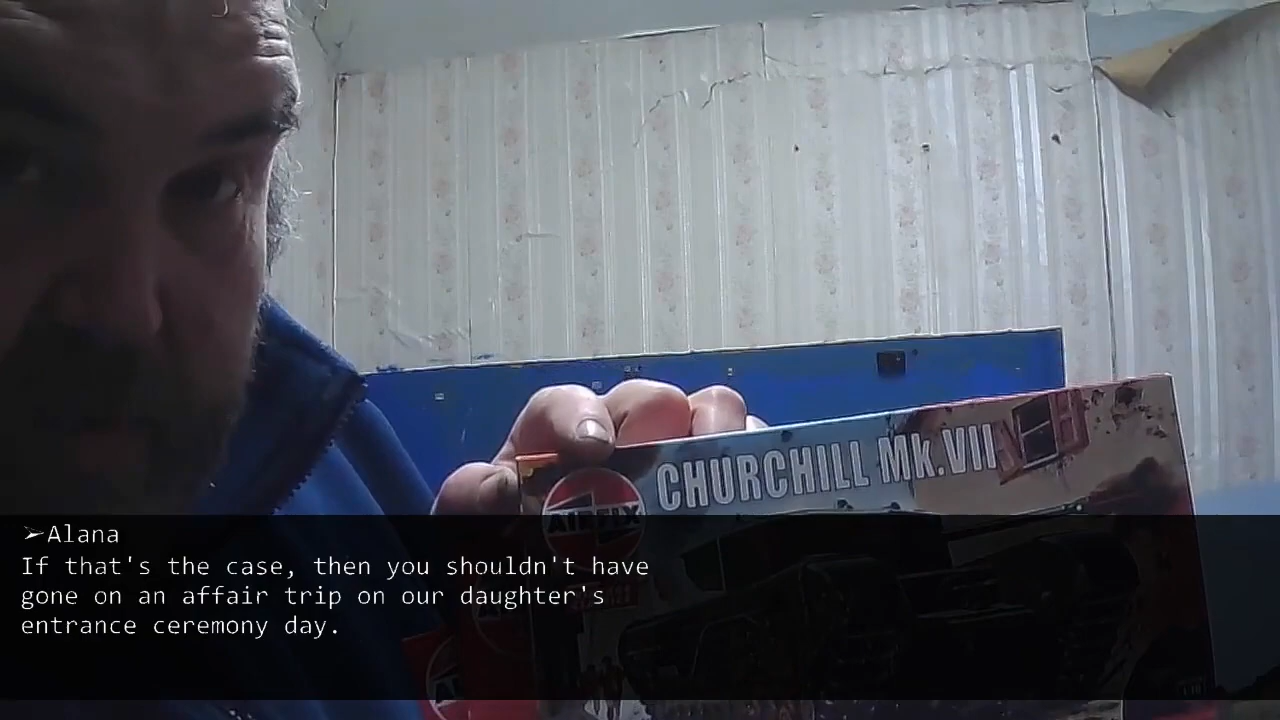 CHURCHILL Mk.VII
AIRFIX
➢Alana
If that's the case, then you shouldn't have
gone on an affair trip on our daughter's
entrance ceremony day.